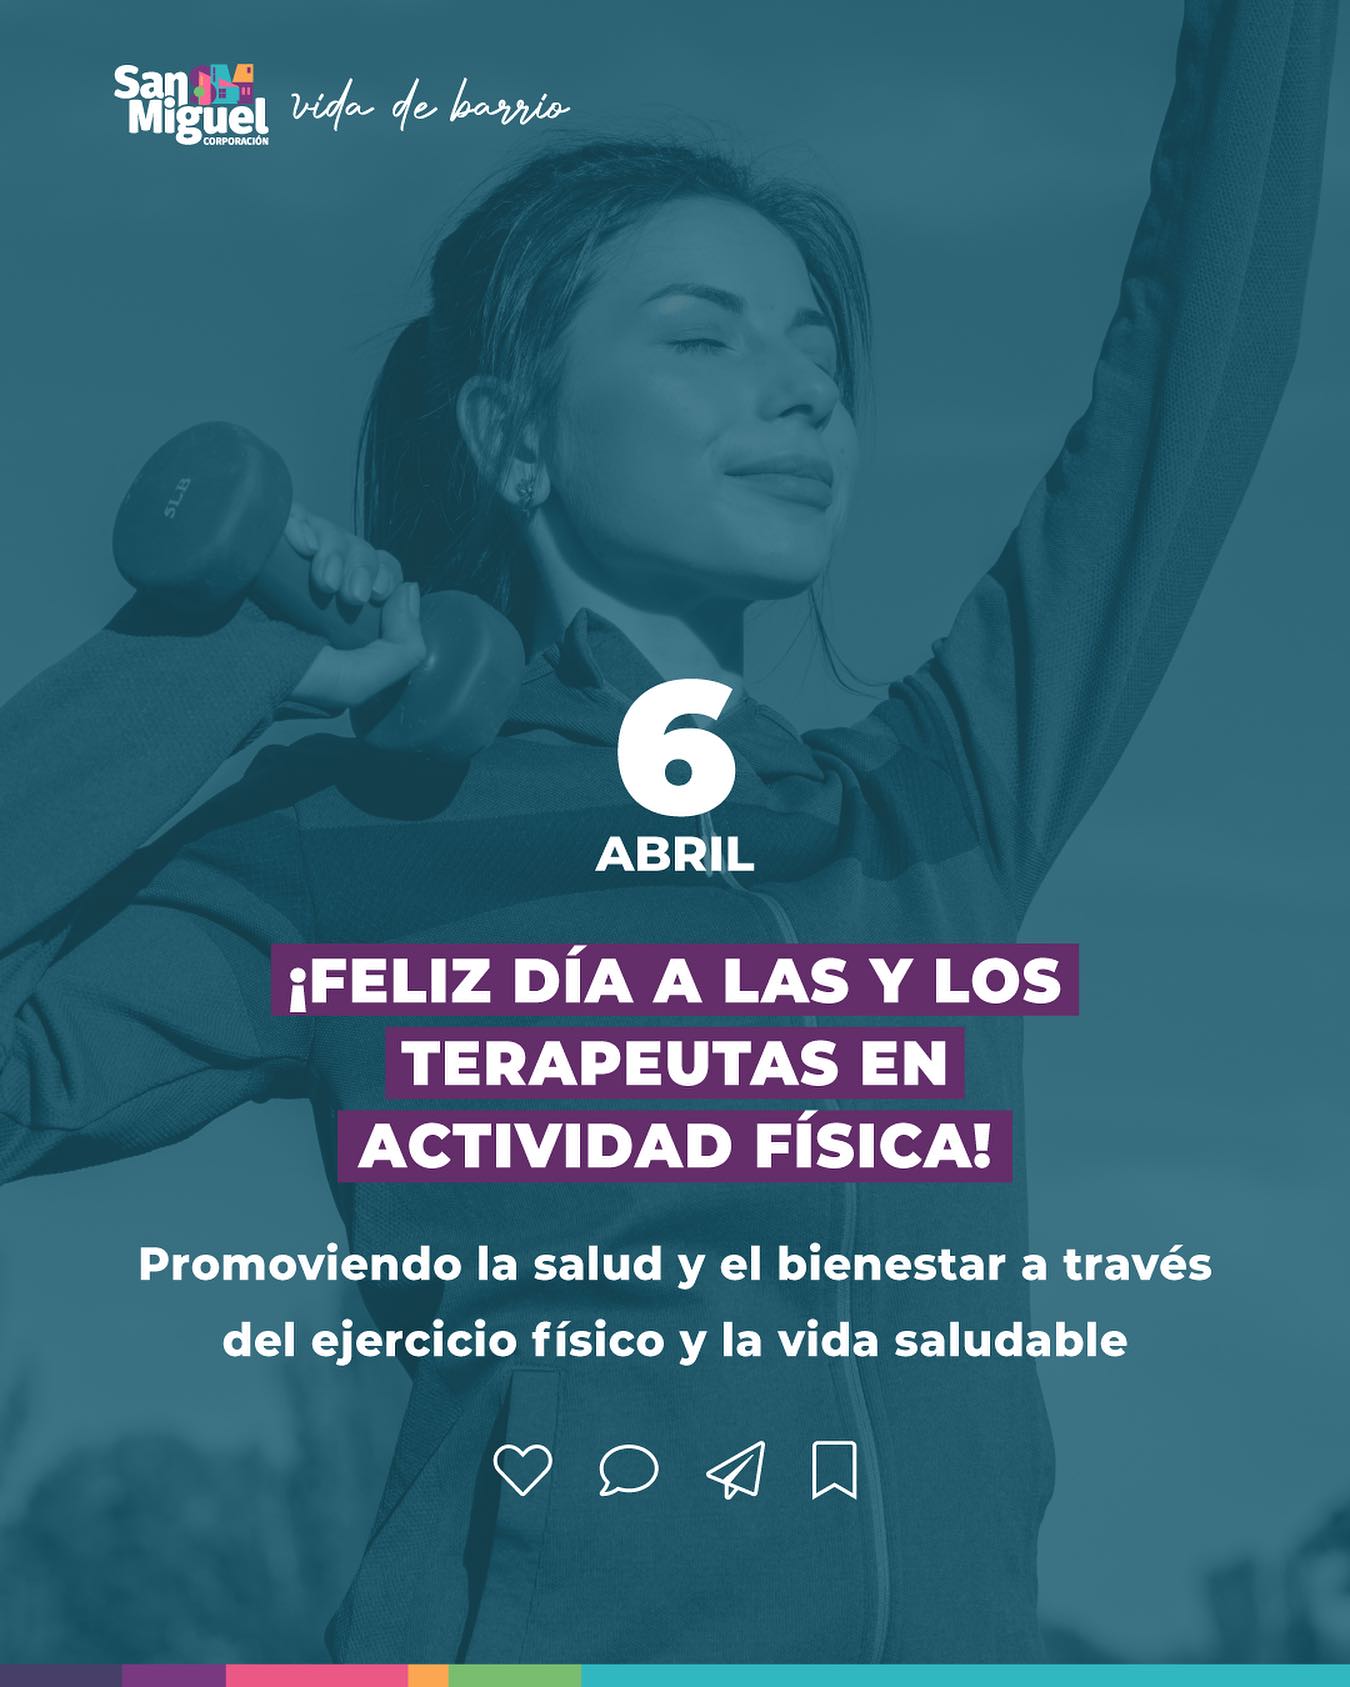 San
Miguel
CORPORACIÓN
vida de barrio
5LB
6
ABRIL
¡FELIZ DÍA A LAS Y LOS
TERAPEUTAS EN
ACTIVIDAD FÍSICA!
Promoviendo la salud y el bienestar a través
del ejercicio físico y la vida saludable